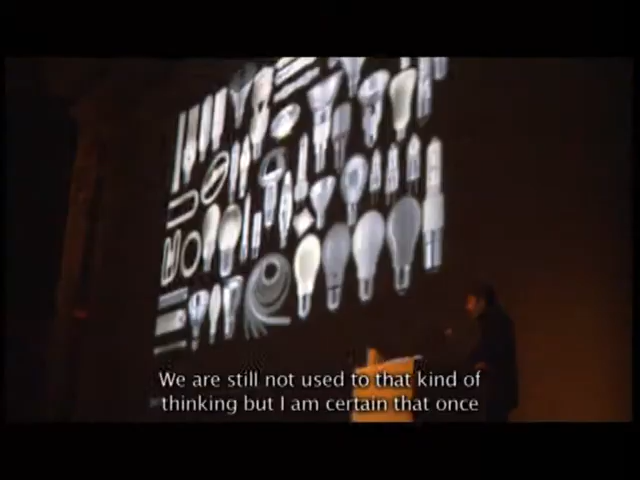 We are still not used to that kind of
thinking but I am certain that once